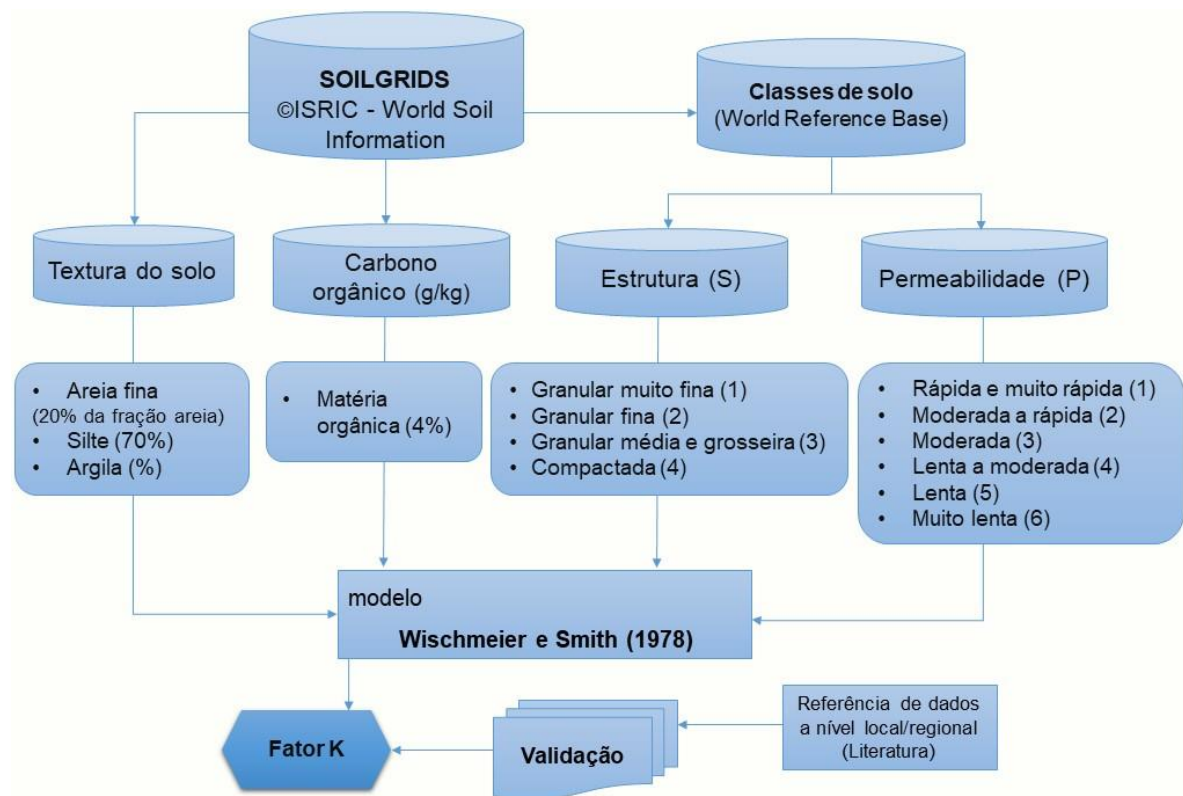 SOILGRIDS
©ISRIC - World Soil
Information
Classes de solo
(World Reference Base)
Textura do solo
Carbono
orgânico (g/kg)
Estrutura (S)
Permeabilidade (P)
• Areia fina
(20% da fração areia)
• Silte (70%)
• Argila (%)
• Matéria
orgânica (4%)
• Granular muito fina (1)
• Granular fina (2)
• Granular média e grosseira (3)
• Compactada (4)
• Rápida e muito rápida (1)
• Moderada a rápida (2)
• Moderada (3)
• Lenta a moderada (4)
• Lenta (5)
• Muito lenta (6)
modelo
Wischmeier e Smith (1978)
Fator K
Validação
Referência de dados
a nível local/regional
(Literatura)